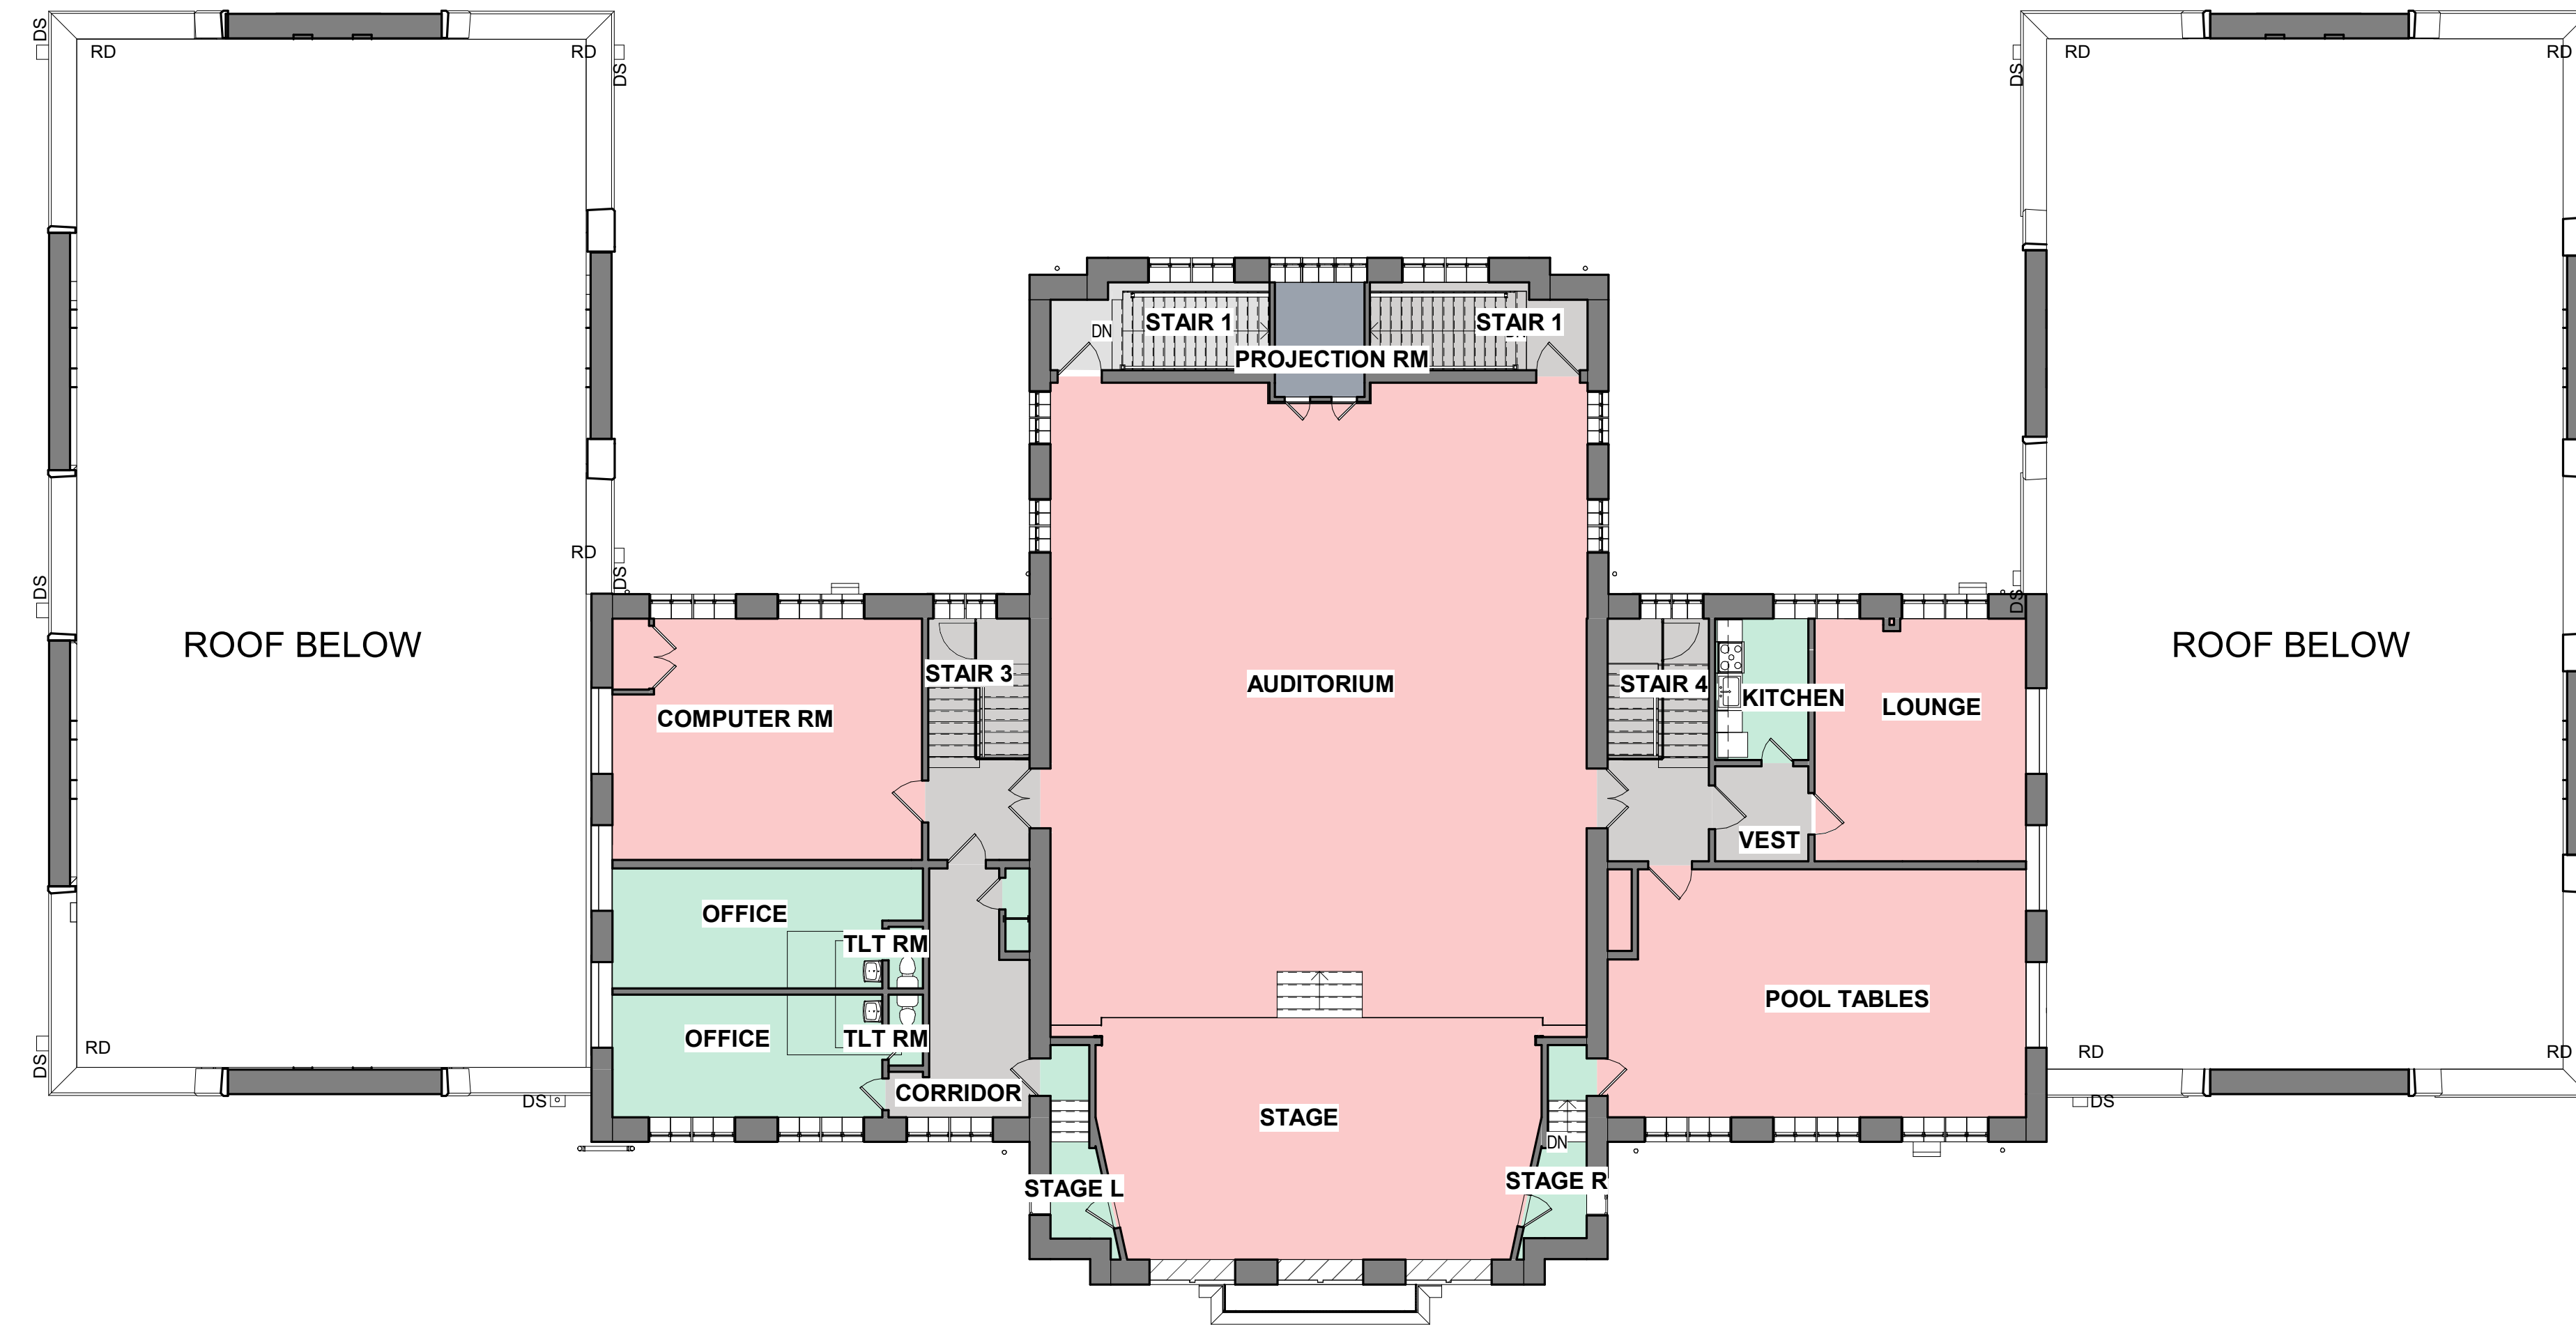 DS
RD
RD
DS
DS
RD
RD
DS
STAIR 1
STAIR 1
DN
PROJECTION RM
RD
DS
DS
DS
ROOF BELOW
ROOF BELOW
STAIR 3
AUDITORIUM
STAIR 4
KITCHEN
LOUNGE
COMPUTER RM
VEST
OFFICE
TLT RM
POOL TABLES
OFFICE
TLT RM
RD
DS
RD
RD
CORRIDOR
DS
DS
STAGE
DN
STAGE L
STAGE R